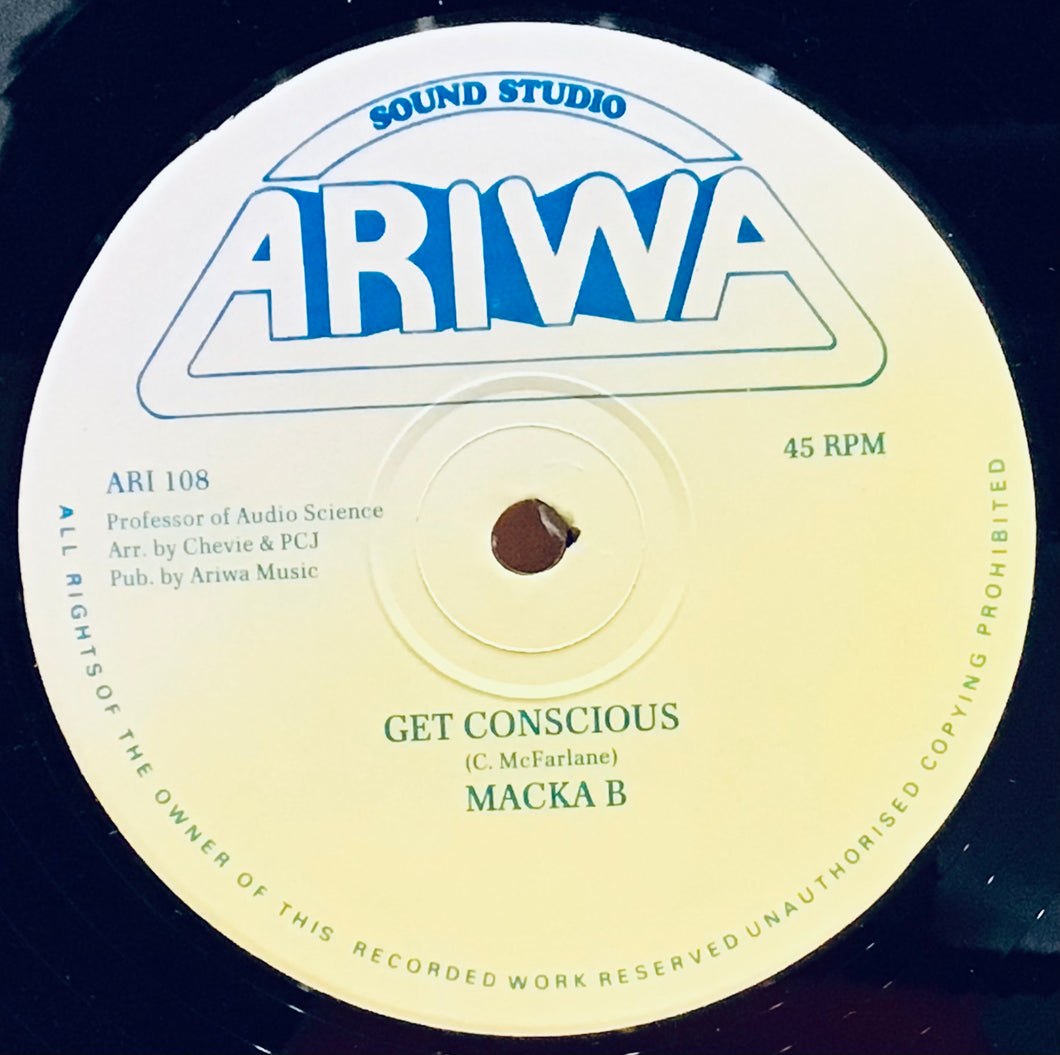 SOUND STUDIO
ARIWA
45 RPM
ARI 108
Professor of Audio Science
Arr. by Chevie & PCJ
Pub. by Ariwa Music
GET CONSCIOUS
(C. McFarlane)
MACKA B
ALL RIGHTS OF THE OWNER OF THIS RECORDED WORK RESERVED UNAUTHORISED COPYING PROHIBITED